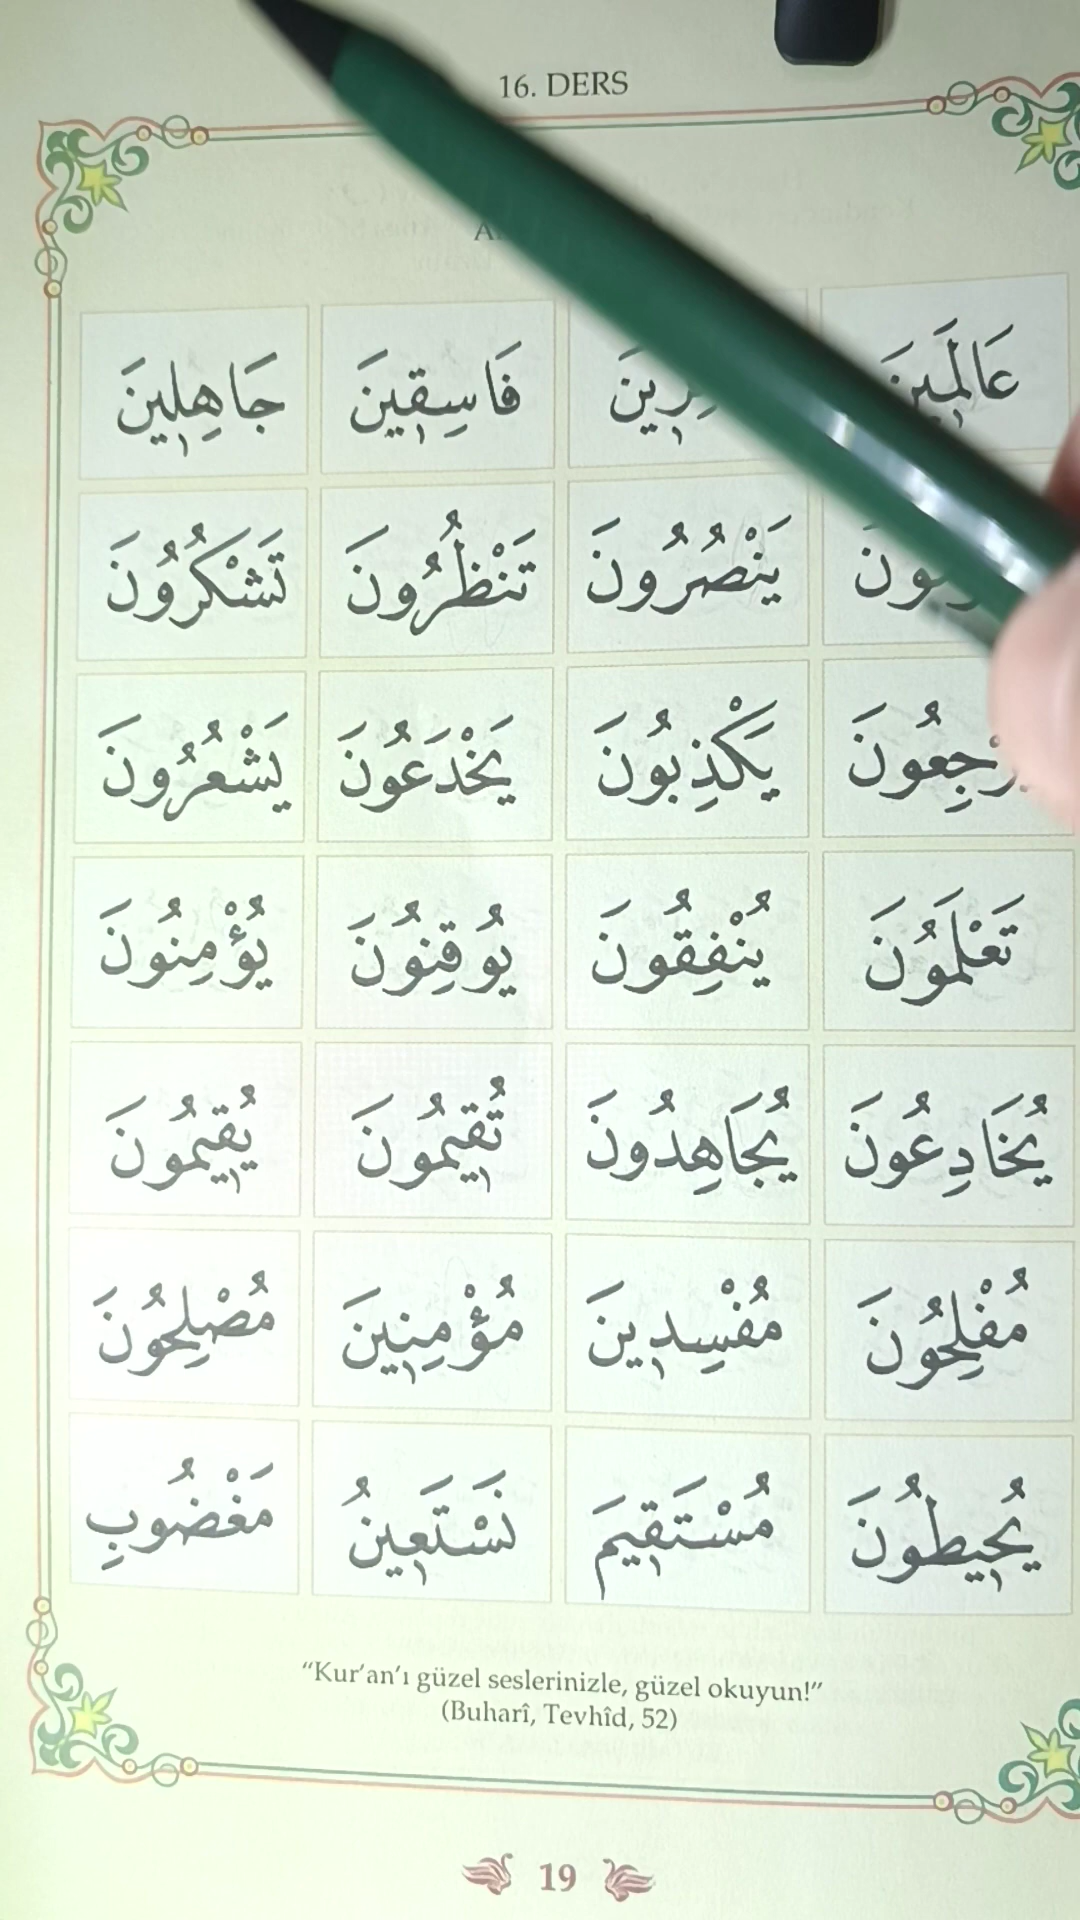 16. DERS
عَالَمِينَ فَاسِقِينَ جَاهِلِينَ
يَنْصُرُونَ تَنْظُرُونَ تَشْكُرُونَ
يَكْذِبُونَ يَخْدَعُونَ يَشْعُرُونَ
تَعْلَمُونَ يُنْفِقُونَ يُوقِنُونَ يُؤْمِنُونَ
يُخَادِعُونَ يُجَاهِدُونَ تُقِيمُونَ يُقِيمُونَ
مُفْلِحُونَ مُفْسِدِينَ مُؤْمِنِينَ مُصْلِحُونَ
يُحِيطُونَ مُسْتَقِيمَ نَسْتَعِينُ مَغْضُوبِ
“Kur’an’ı güzel seslerinizle, güzel okuyun!”
(Buharî, Tevhîd, 52)
19